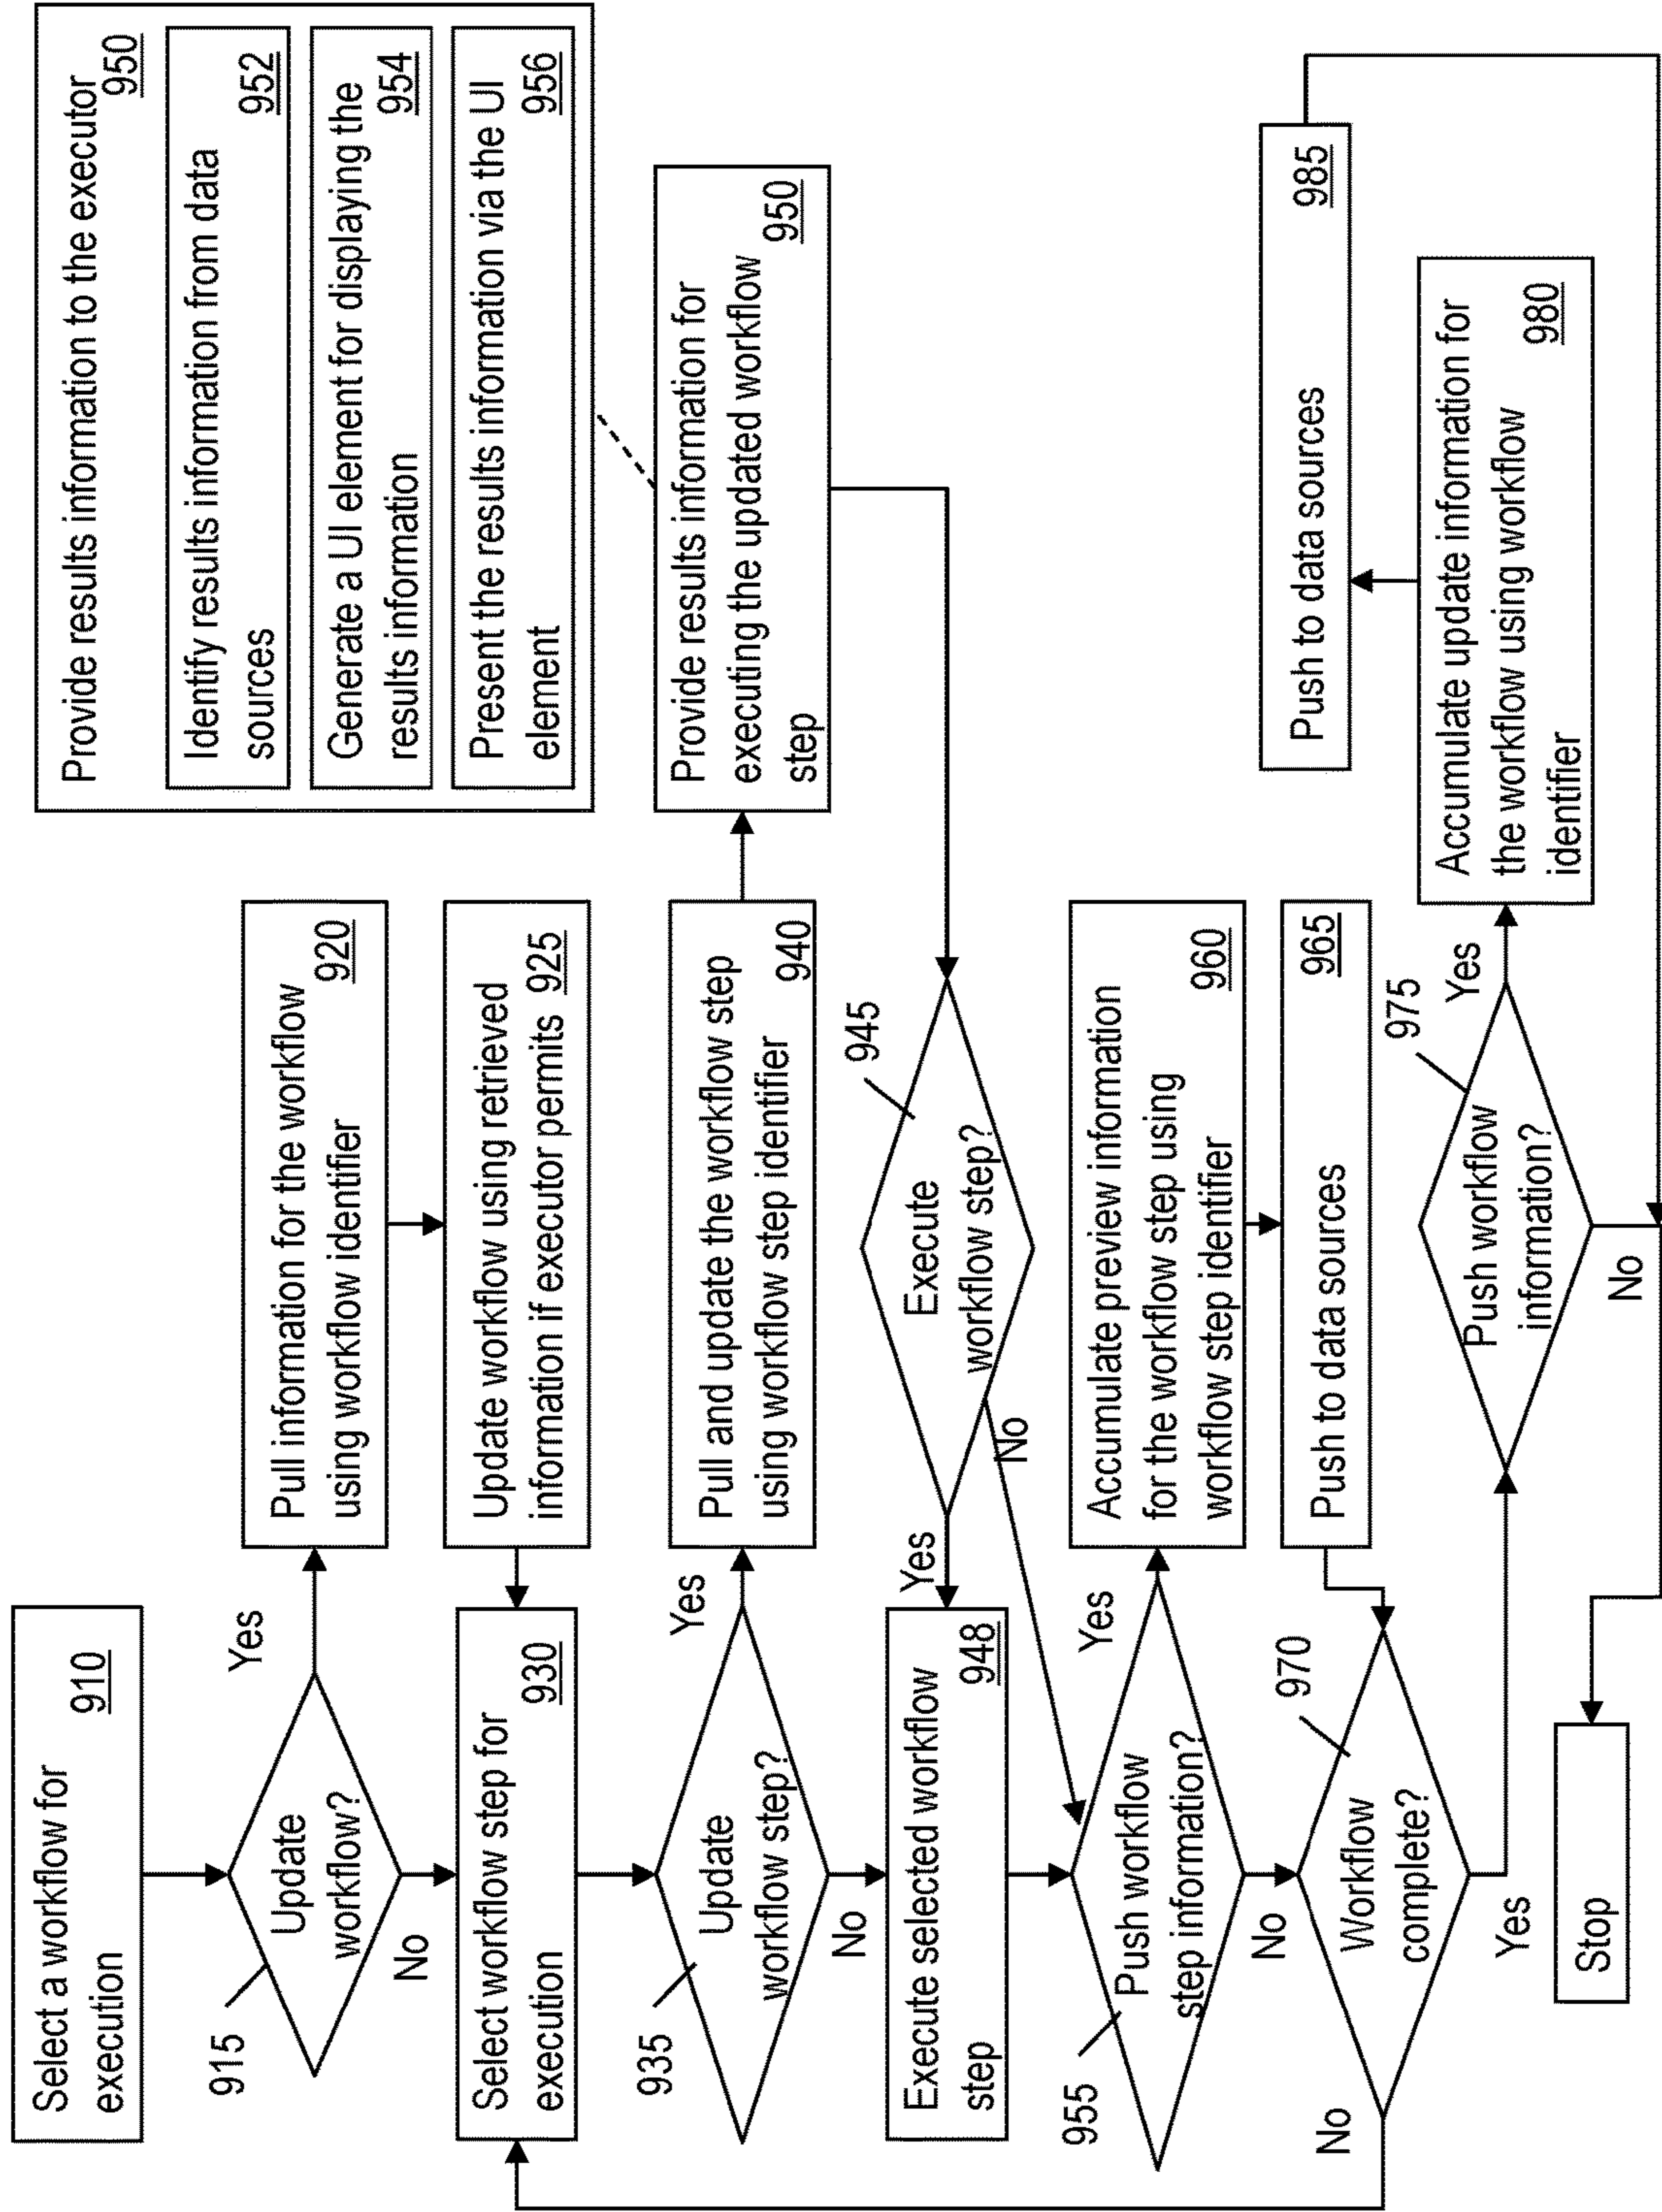 Select a workflow for
execution 910
915
Update
workflow?
Yes
No
Pull information for the workflow
using workflow identifier 920
Update workflow using retrieved
information if executor permits 925
Select workflow step for
execution 930
935
Update
workflow step?
Yes
No
Pull and update the workflow step
using workflow step identifier 940
Provide results information to the executor
950
Identify results information from data
sources 952
Generate a UI element for displaying the
results information 954
Present the results information via the UI
element 956
Provide results information for
executing the updated workflow
step 950
945
Execute
workflow step?
Yes
No
Execute selected workflow
step 948
955
Push workflow
step information?
Yes
No
Accumulate preview information
for the workflow step using
workflow step identifier 960
Push to data sources 965
970
Workflow
complete?
No
Yes
975
Push workflow
information?
Yes
No
Accumulate update information for
the workflow using workflow
identifier 980
Push to data sources 985
Stop